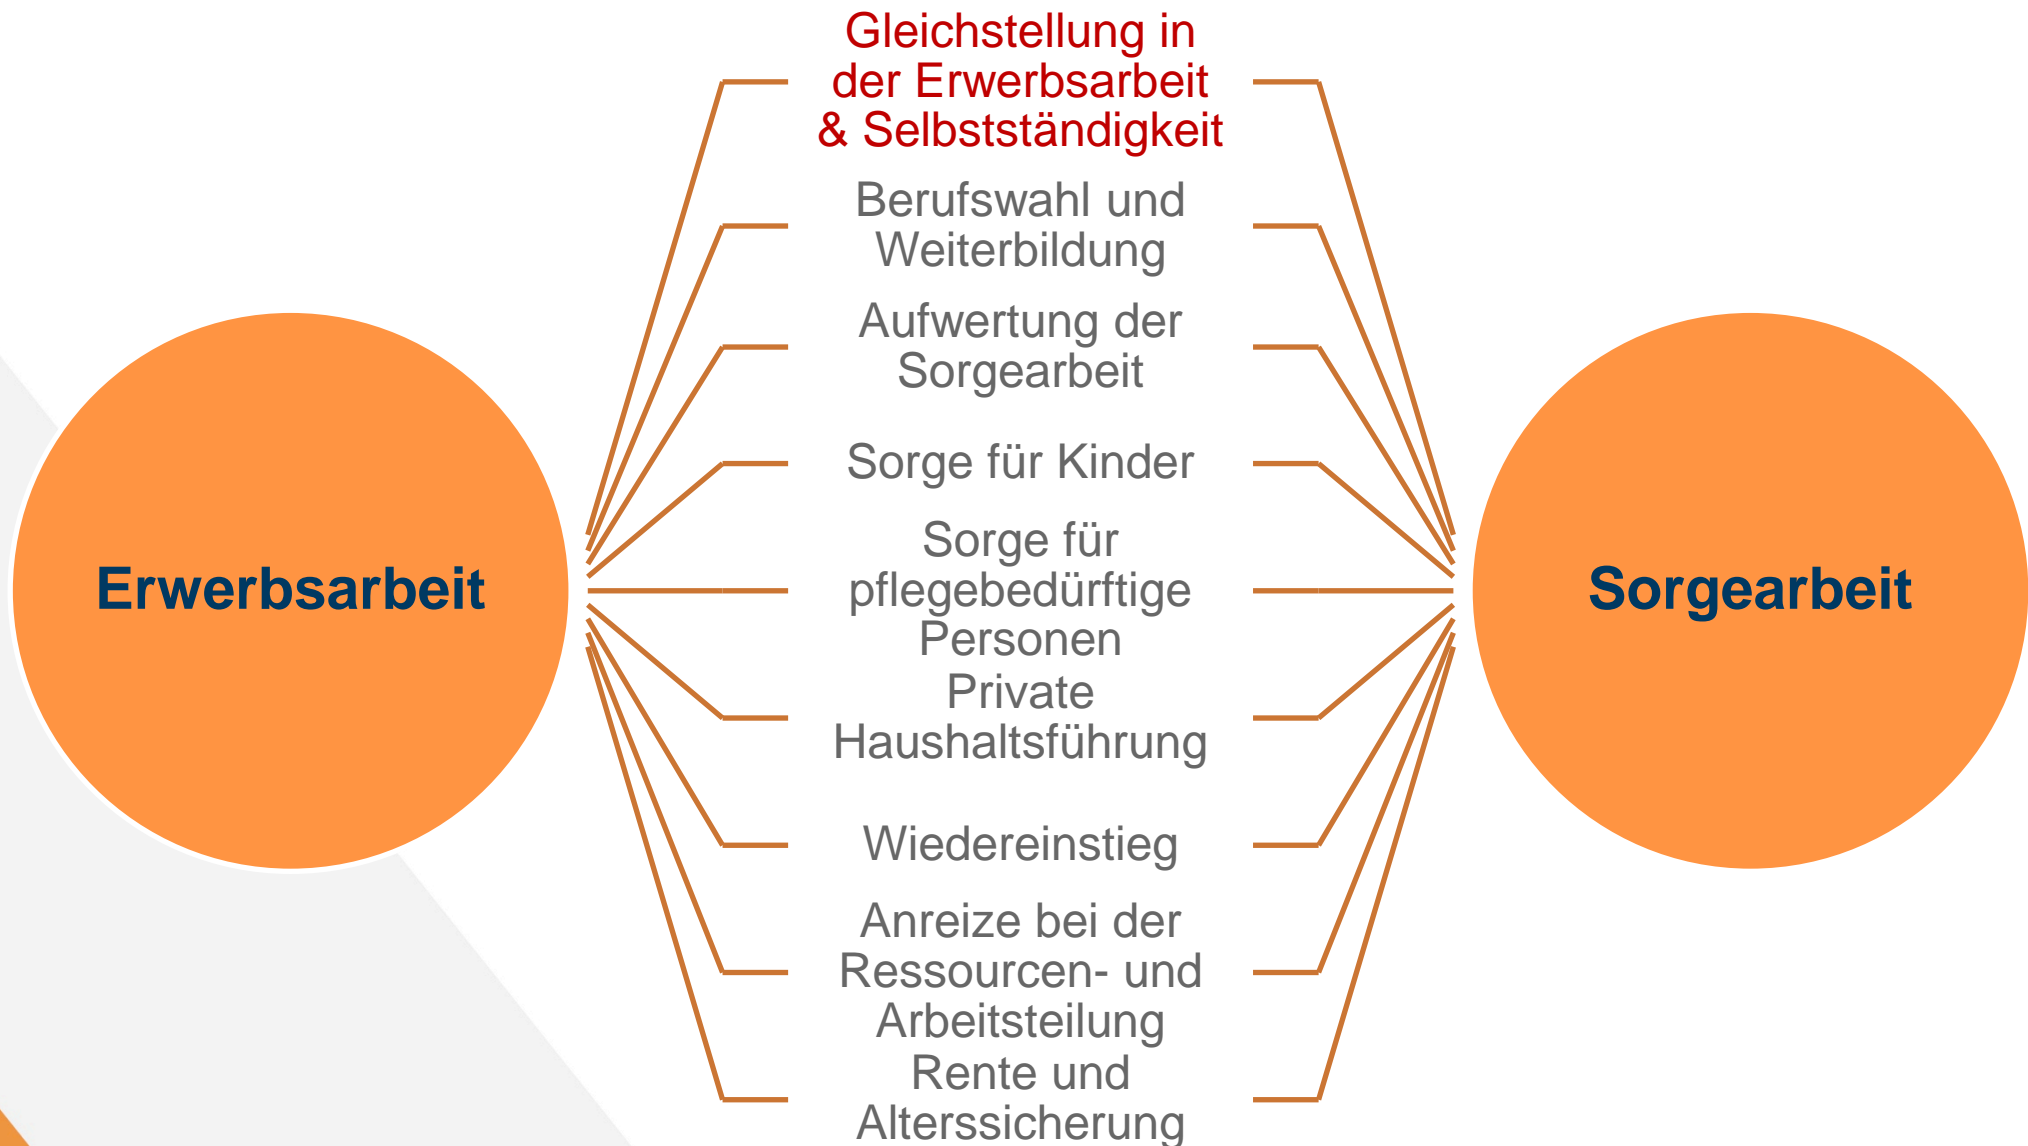 Gleichstellung in
der Erwerbsarbeit
& Selbstständigkeit
Berufswahl und
Weiterbildung
Aufwertung der
Sorgearbeit
Sorge für Kinder
Sorge für
pflegebedürftige
Personen
Private
Haushaltsführung
Wiedereinstieg
Anreize bei der
Ressourcen- und
Arbeitsteilung
Rente und
Alterssicherung
Erwerbsarbeit
Sorgearbeit